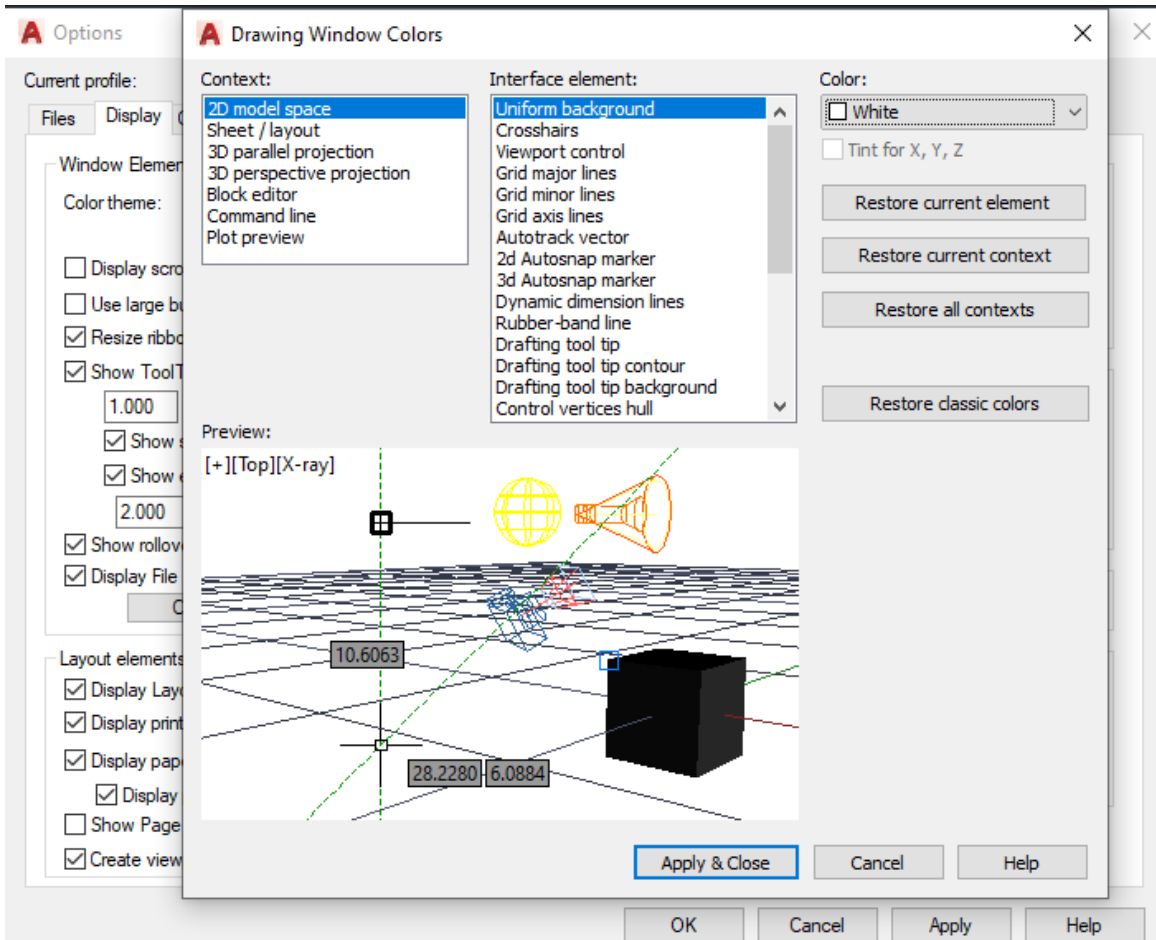 Options
Drawing Window Colors
Current profile:
Files
Display
Window Elemen
Color theme:
Display scro
Use large bu
Resize ribbo
Show ToolT
1.000
Show s
Show e
2.000
Show rollov
Display File
C
Layout elements
Display Layo
Display print
Display pape
Display
Show Page
Create view
Context:
2D model space
Sheet / layout
3D parallel projection
3D perspective projection
Block editor
Command line
Plot preview
Interface element:
Uniform background
Crosshairs
Viewport control
Grid major lines
Grid minor lines
Grid axis lines
Autotrack vector
2d Autosnap marker
3d Autosnap marker
Dynamic dimension lines
Rubber-band line
Drafting tool tip
Drafting tool tip contour
Drafting tool tip background
Control vertices hull
Color:
White
Tint for X, Y, Z
Restore current element
Restore current context
Restore all contexts
Restore classic colors
Preview:
[+][Top][X-ray]
10.6063
28.2280 6.0884
Apply & Close
Cancel
Help
OK
Cancel
Apply
Help